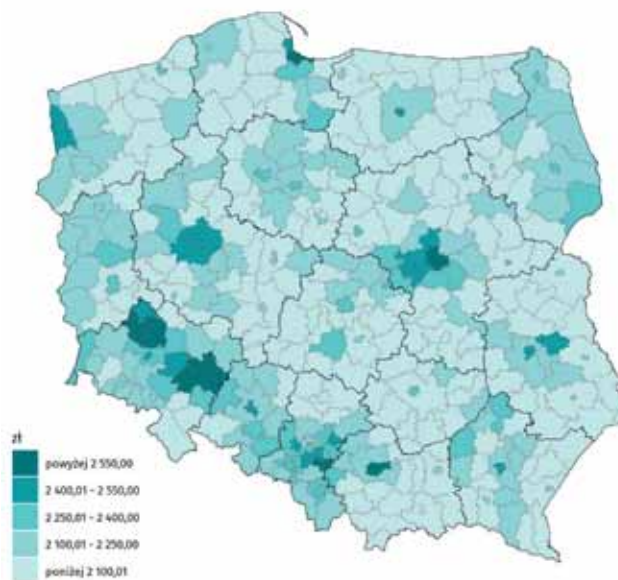 zł
powyżej 2 550,00
2 400,01 - 2 550,00
2 250,01 - 2 400,00
2 100,01 - 2 250,00
poniżej 2 100,01